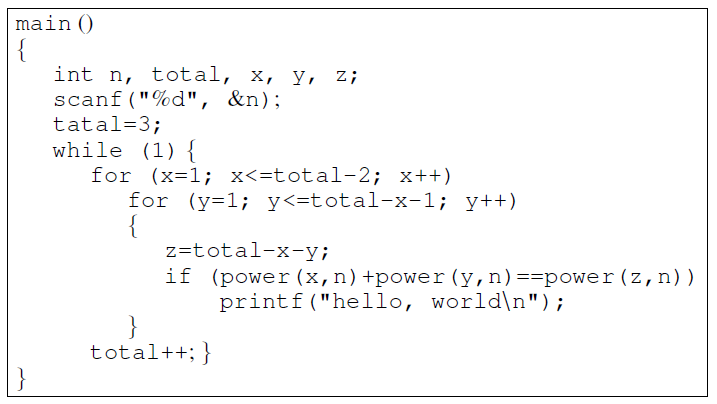 main()
{
int n, total, x, y, z;
scanf("%d", &n);
tatal=3;
while (1) {
for (x=1; x<=total-2; x++)
for (y=1; y<=total-x-1; y++)
{
z=total-x-y;
if (power(x,n)+power(y,n)==power(z,n))
printf("hello, world\n");
}
total++;}
}